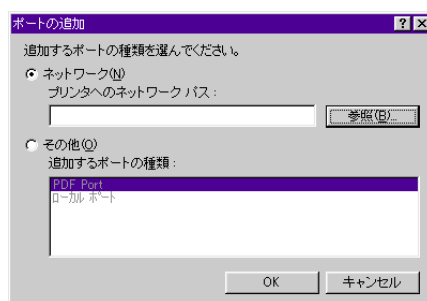 ポートの追加
追加するポートの種類を選んでください。
ネットワーク(N)
プリンタへのネットワーク パス:
参照(B)...
その他(O)
追加するポートの種類:
PDF Port
ローカル ポート
OK キャンセル